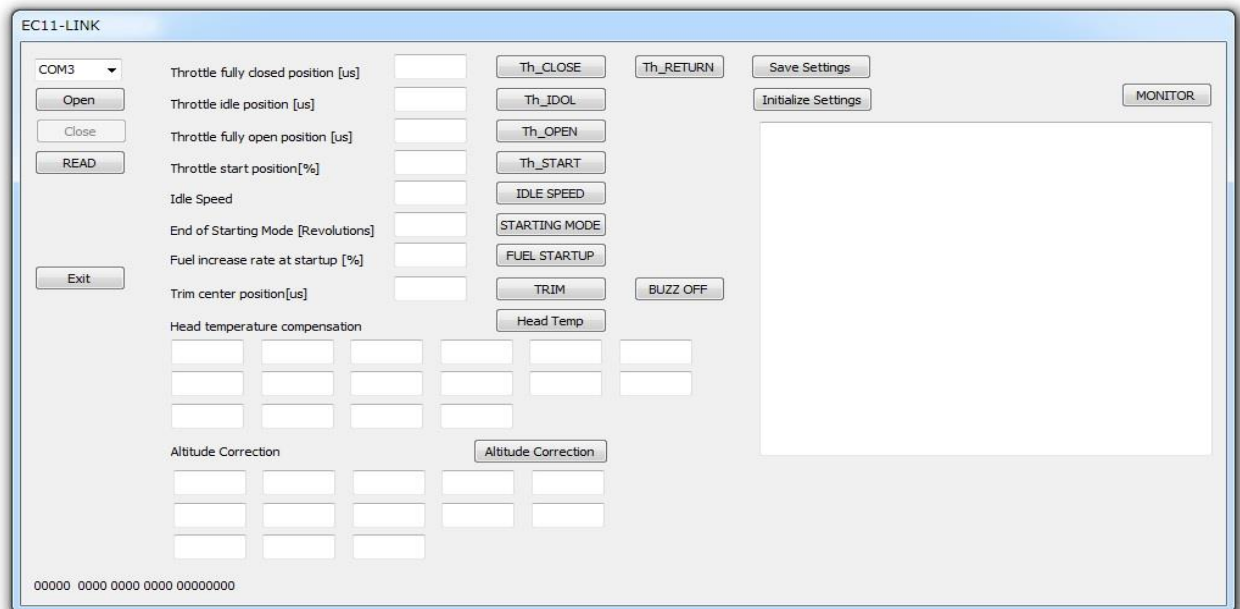 EC11-LINK
COM3
Throttle fully closed position [us]
Th_CLOSE
Th_RETURN
Save Settings
Open
Throttle idle position [us]
Th_IDOL
Initialize Settings
MONITOR
Close
Throttle fully open position [us]
Th_OPEN
READ
Throttle start position[%]
Th_START
Idle Speed
IDLE SPEED
End of Starting Mode [Revolutions]
STARTING MODE
Fuel increase rate at startup [%]
FUEL STARTUP
Exit
Trim center position[us]
TRIM
BUZZ OFF
Head temperature compensation
Head Temp
Altitude Correction
Altitude Correction
00000 0000 0000 0000 00000000